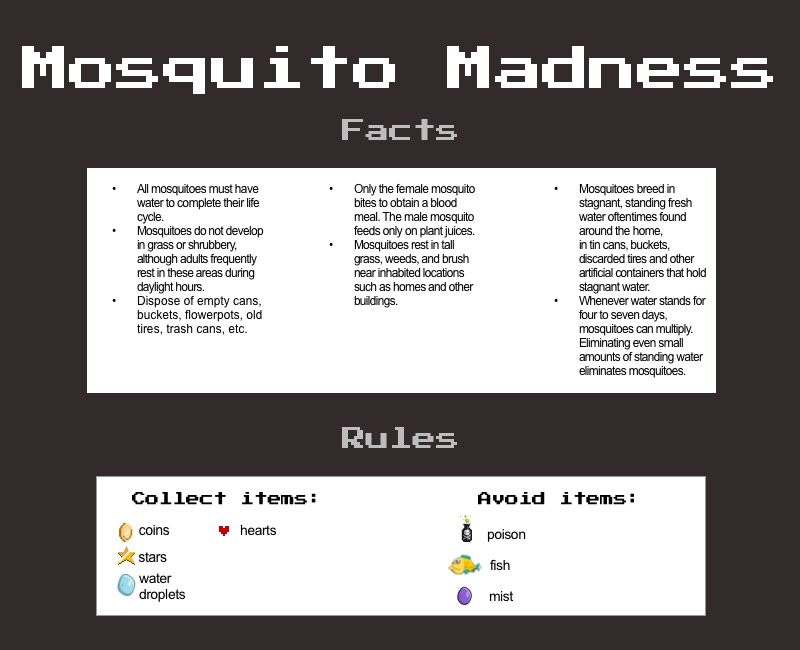 Mosquito Madness
Facts
• All mosquitoes must have
water to complete their life
cycle.
• Mosquitoes do not develop
in grass or shrubbery,
although adults frequently
rest in these areas during
daylight hours.
• Dispose of empty cans,
buckets, flowerpots, old
tires, trash cans, etc.
• Only the female mosquito
bites to obtain a blood
meal. The male mosquito
feeds only on plant juices.
• Mosquitoes rest in tall
grass, weeds, and brush
near inhabited locations
such as homes and other
buildings.
• Mosquitoes breed in
stagnant, standing fresh
water oftentimes found
around the home,
in tin cans, buckets,
discarded tires and other
artificial containers that hold
stagnant water.
• Whenever water stands for
four to seven days,
mosquitoes can multiply.
Eliminating even small
amounts of standing water
eliminates mosquitoes.
Rules
Collect items:
coins
hearts
stars
water
droplets
Avoid items:
poison
fish
mist